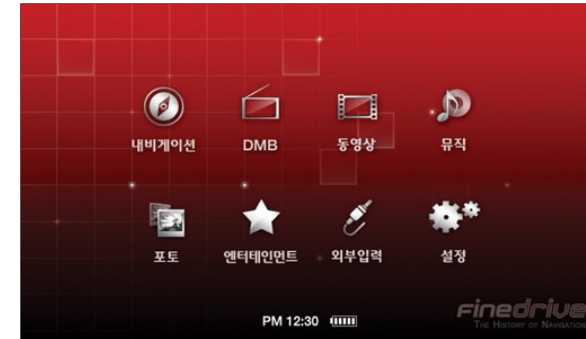 내비게이션 DMB 동영상 뮤직
포토 엔터테인먼트 외부입력 설정
PM 12:30
Finedrive
THE HISTORY OF NAVIGATION